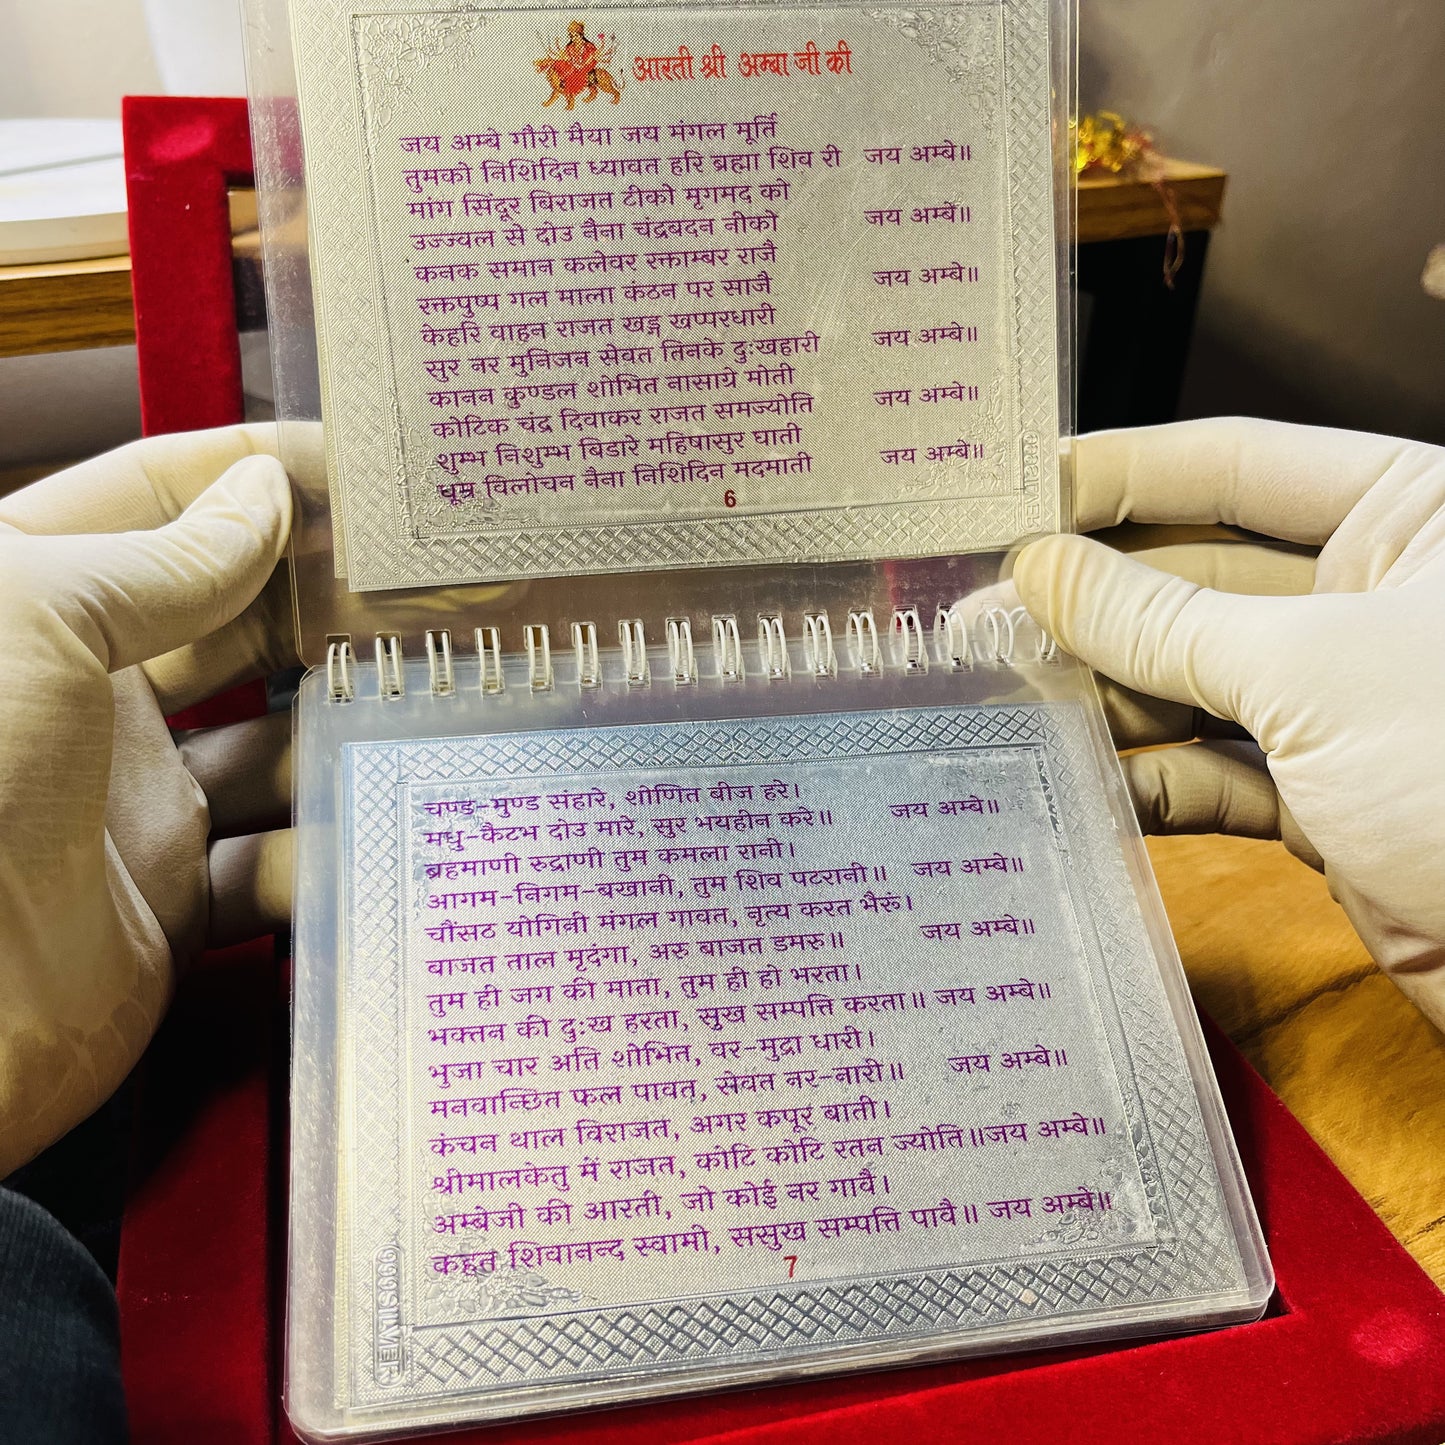 आरती श्री अम्बा जी की
जय अम्बे गौरी मैया जय मंगल मूर्ति
तुमको निशिदिन ध्यावत हरि ब्रह्मा शिव री जय अम्बे॥
मांग सिंदूर विराजत टीको मृगमद को
उज्ज्वल से दोउ नैना चंद्रबदन नीको जय अम्बे॥
कनक समान कलेवर रक्ताम्बर राजै
रक्तपुष्प गल माला कंठन पर साजै जय अम्बे॥
केहरि वाहन राजत खड्ग खप्परधारी
सुर नर मुनिजन सेवत तिनके दुःखहारी जय अम्बे॥
कानन कुण्डल शोभित नासाग्रे मोती
कोटिक चंद्र दिवाकर राजत समज्योति जय अंम्बे॥
शुम्भ निशुम्भ बिडारे महिषासुर घाती
धूम्र विलोचन नैना निशिदिन मदमाती जय अम्बे॥
6
999SILVER
चण्ड-मुण्ड संहारे, शोणित बीज हरे।
मधु-कैटभ दोउ मारे, सुर भयहीन करे॥ जय अम्बे॥
ब्रहमाणी रुद्राणी तुम कमला रानी।
आगम-निगम-बखानी, तुम शिव पटरानी॥ जय अम्बे॥
चौंसठ योगिनी मंगल गावत, नृत्य करत भैरूं।
बाजत ताल मृदंगा, अरु बाजत डमरु॥ जय अम्बे॥
तुम ही जग की माता, तुम ही हो भरता।
भक्तन की दुःख हरता, सुख सम्पत्ति करता॥ जय अम्बे॥
भुजा चार अति शोभित, वर-मुद्रा धारी।
मनवान्छित फल पावत, सेवत नर-नारी॥ जय अम्बे॥
कंचन थाल विराजत, अगर कपूर बाती।
श्रीमालकेतु में राजत, कोटि कोटि रतन ज्योति॥जय अम्बे॥
अम्बेजी की आरती, जो कोई नर गावै।
कहत शिवानन्द स्वामी, ससुख सम्पत्ति पावै॥ जय अम्बे॥
7
999SILVER